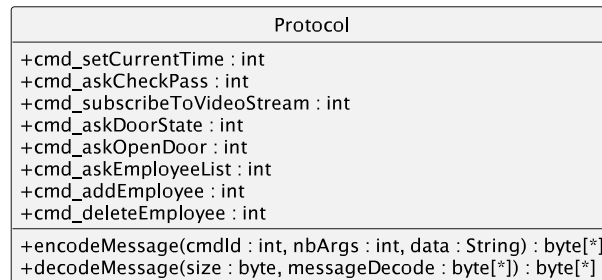 Protocol
+cmd_setCurrentTime : int
+cmd_askCheckPass : int
+cmd_subscribeToVideoStream : int
+cmd_askDoorState : int
+cmd_askOpenDoor : int
+cmd_askEmployeeList : int
+cmd_addEmployee : int
+cmd_deleteEmployee : int
+encodeMessage(cmdId : int, nbArgs : int, data : String) : byte[*]
+decodeMessage(size : byte, messageDecode : byte[*]) : byte[*]